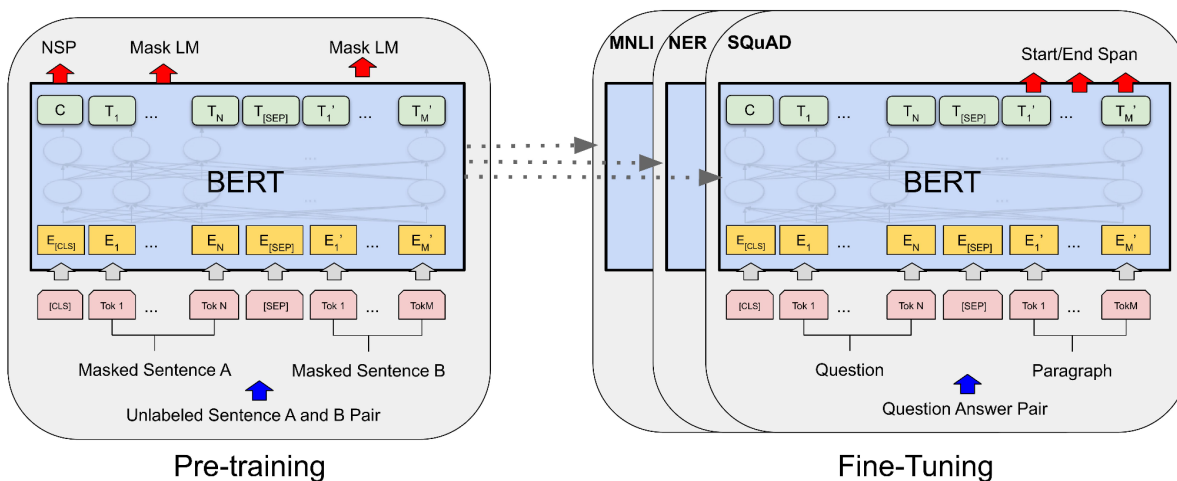 NSP Mask LM Mask LM
C T1 ... TN T[SEP] T1' ... TM'
...
...
BERT
E[CLS] E1 ... EN E[SEP] E1' ... EM'
[CLS] Tok 1 ... Tok N [SEP] Tok 1 ... TokM
Masked Sentence A Masked Sentence B
Unlabeled Sentence A and B Pair
Pre-training
MNLI NER SQuAD
Start/End Span
C T1 ... TN T[SEP] T1' ... TM'
...
...
BERT
E[CLS] E1 ... EN E[SEP] E1' ... EM'
[CLS] Tok 1 ... Tok N [SEP] Tok 1 ... TokM
Question Paragraph
Question Answer Pair
Fine-Tuning